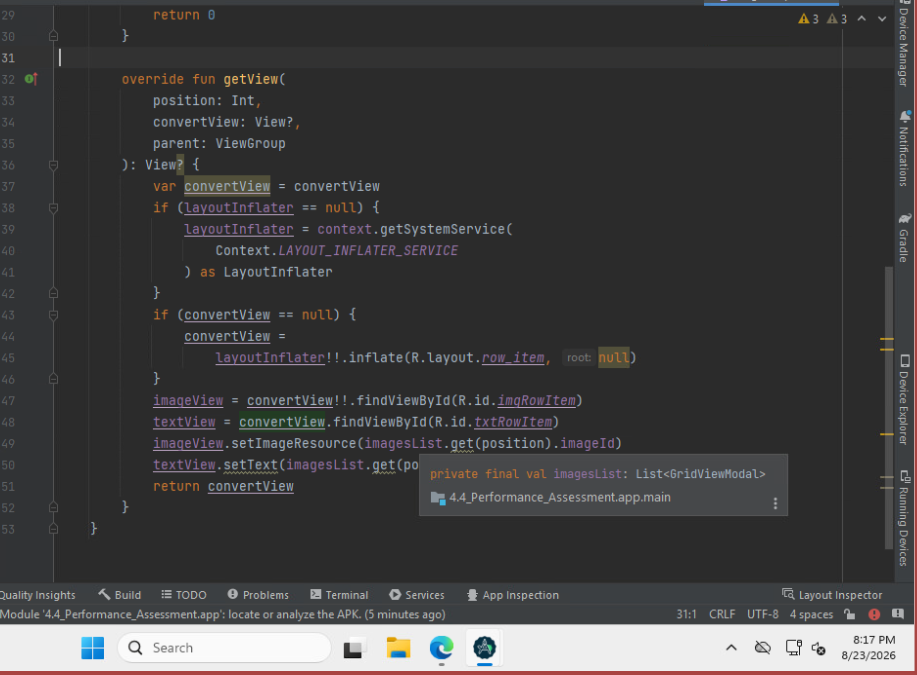 29 return 0
30 }
31
32 override fun getView(
33 position: Int,
34 convertView: View?,
35 parent: ViewGroup
36 ): View? {
37 var convertView = convertView
38 if (layoutInflater == null) {
39 layoutInflater = context.getSystemService(
40 Context.LAYOUT_INFLATER_SERVICE
41 ) as LayoutInflater
42 }
43 if (convertView == null) {
44 convertView =
45 layoutInflater!!.inflate(R.layout.row_item, root: null)
46 }
47 imageView = convertView!!.findViewById(R.id.imgRowItem)
48 textView = convertView.findViewById(R.id.txtRowItem)
49 imageView.setImageResource(imagesList.get(position).imageId)
50 textView.setText(imagesList.get(po
51 return convertView
52 }
53 }
private final val imagesList: List<GridViewModal>
4.4_Performance_Assessment.app.main
3 3
Device Manager
Notifications
Gradle
Device Explorer
Running Devices
Quality Insights Build TODO Problems Terminal Services App Inspection Layout Inspector
Module '4.4_Performance_Assessment.app': locate or analyze the APK. (5 minutes ago) 31:1 CRLF UTF-8 4 spaces
Search
8:17 PM
8/23/2026